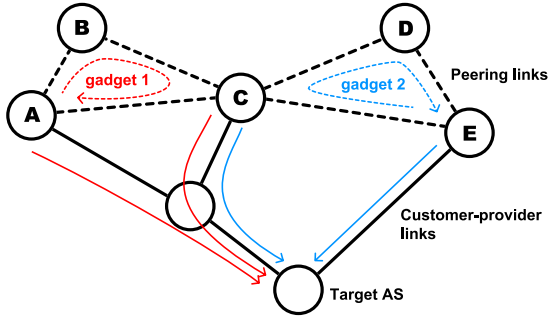 B
D
gadget 1
gadget 2
Peering links
A
C
E
Customer-provider
links
Target AS